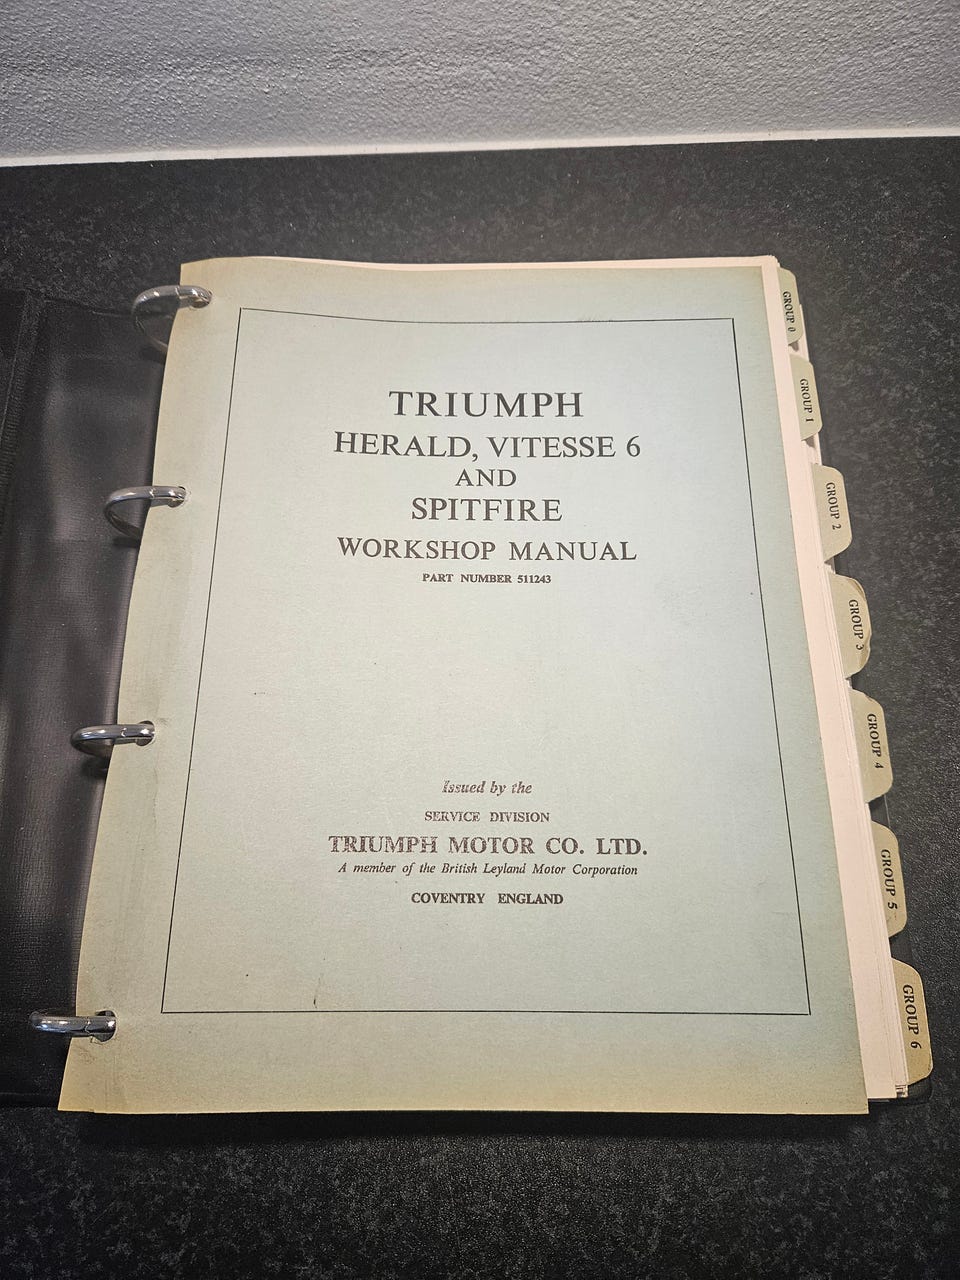 TRIUMPH
HERALD, VITESSE 6
AND
SPITFIRE
WORKSHOP MANUAL
PART NUMBER 511243
Issued by the
SERVICE DIVISION
TRIUMPH MOTOR CO. LTD.
A member of the British Leyland Motor Corporation
COVENTRY ENGLAND
GROUP 0
GROUP 1
GROUP 2
GROUP 3
GROUP 4
GROUP 5
GROUP 6